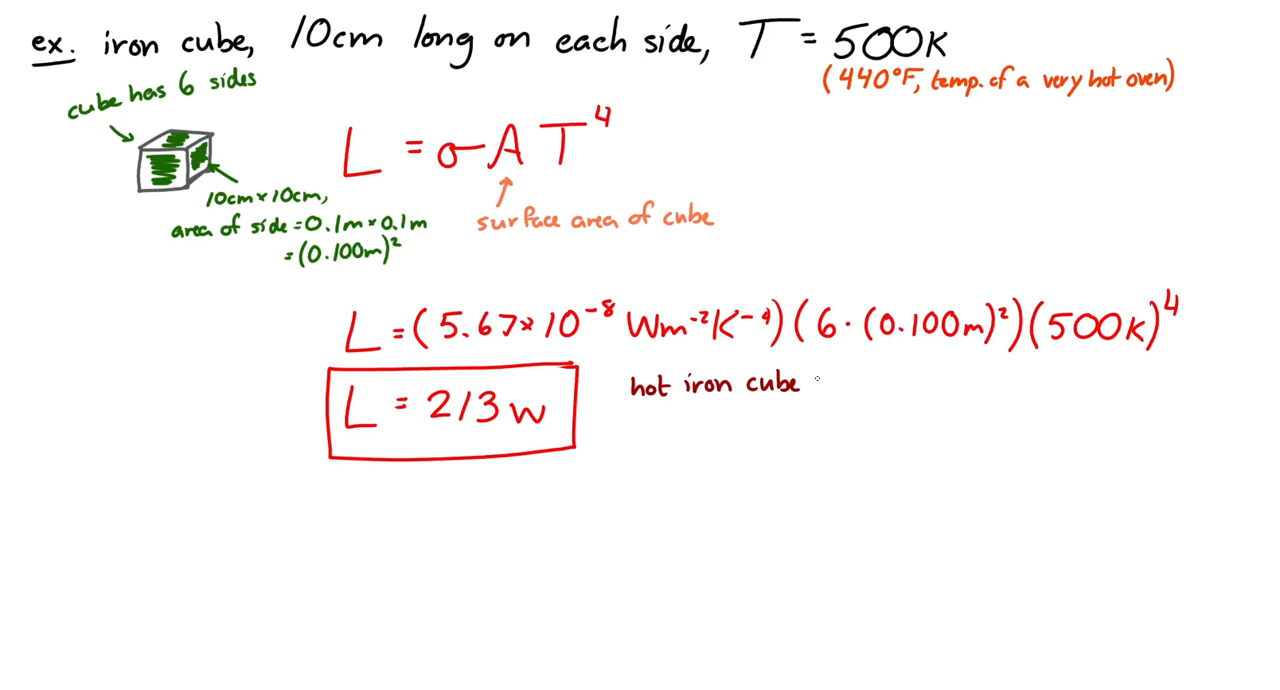 ex. iron cube, 10cm long on each side, T = 500K
(440°F, temp. of a very hot oven)
cube has 6 sides
L = σAT⁴
10cm × 10cm,
area of side = 0.1m × 0.1m
= (0.100m)²
surface area of cube
L = (5.67 × 10⁻⁸ Wm⁻²K⁻⁴)(6 · (0.100m)²)(500K)⁴
L = 213 W
hot iron cube